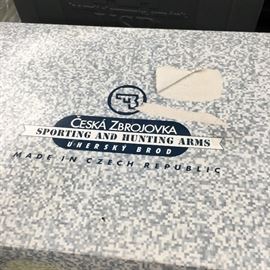 ČESKÁ ZBROJOVKA
SPORTING AND HUNTING ARMS
UHERSKÝ BROD
MADE IN CZECH REPUBLIC